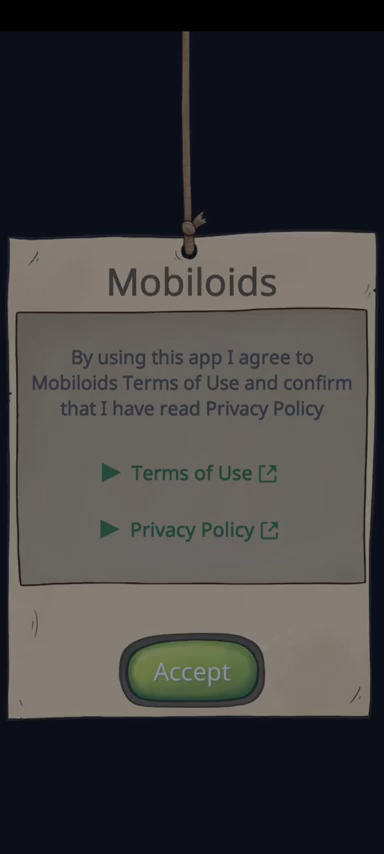 Mobiloids
By using this app I agree to
Mobiloids Terms of Use and confirm
that I have read Privacy Policy
Terms of Use
Privacy Policy
Accept